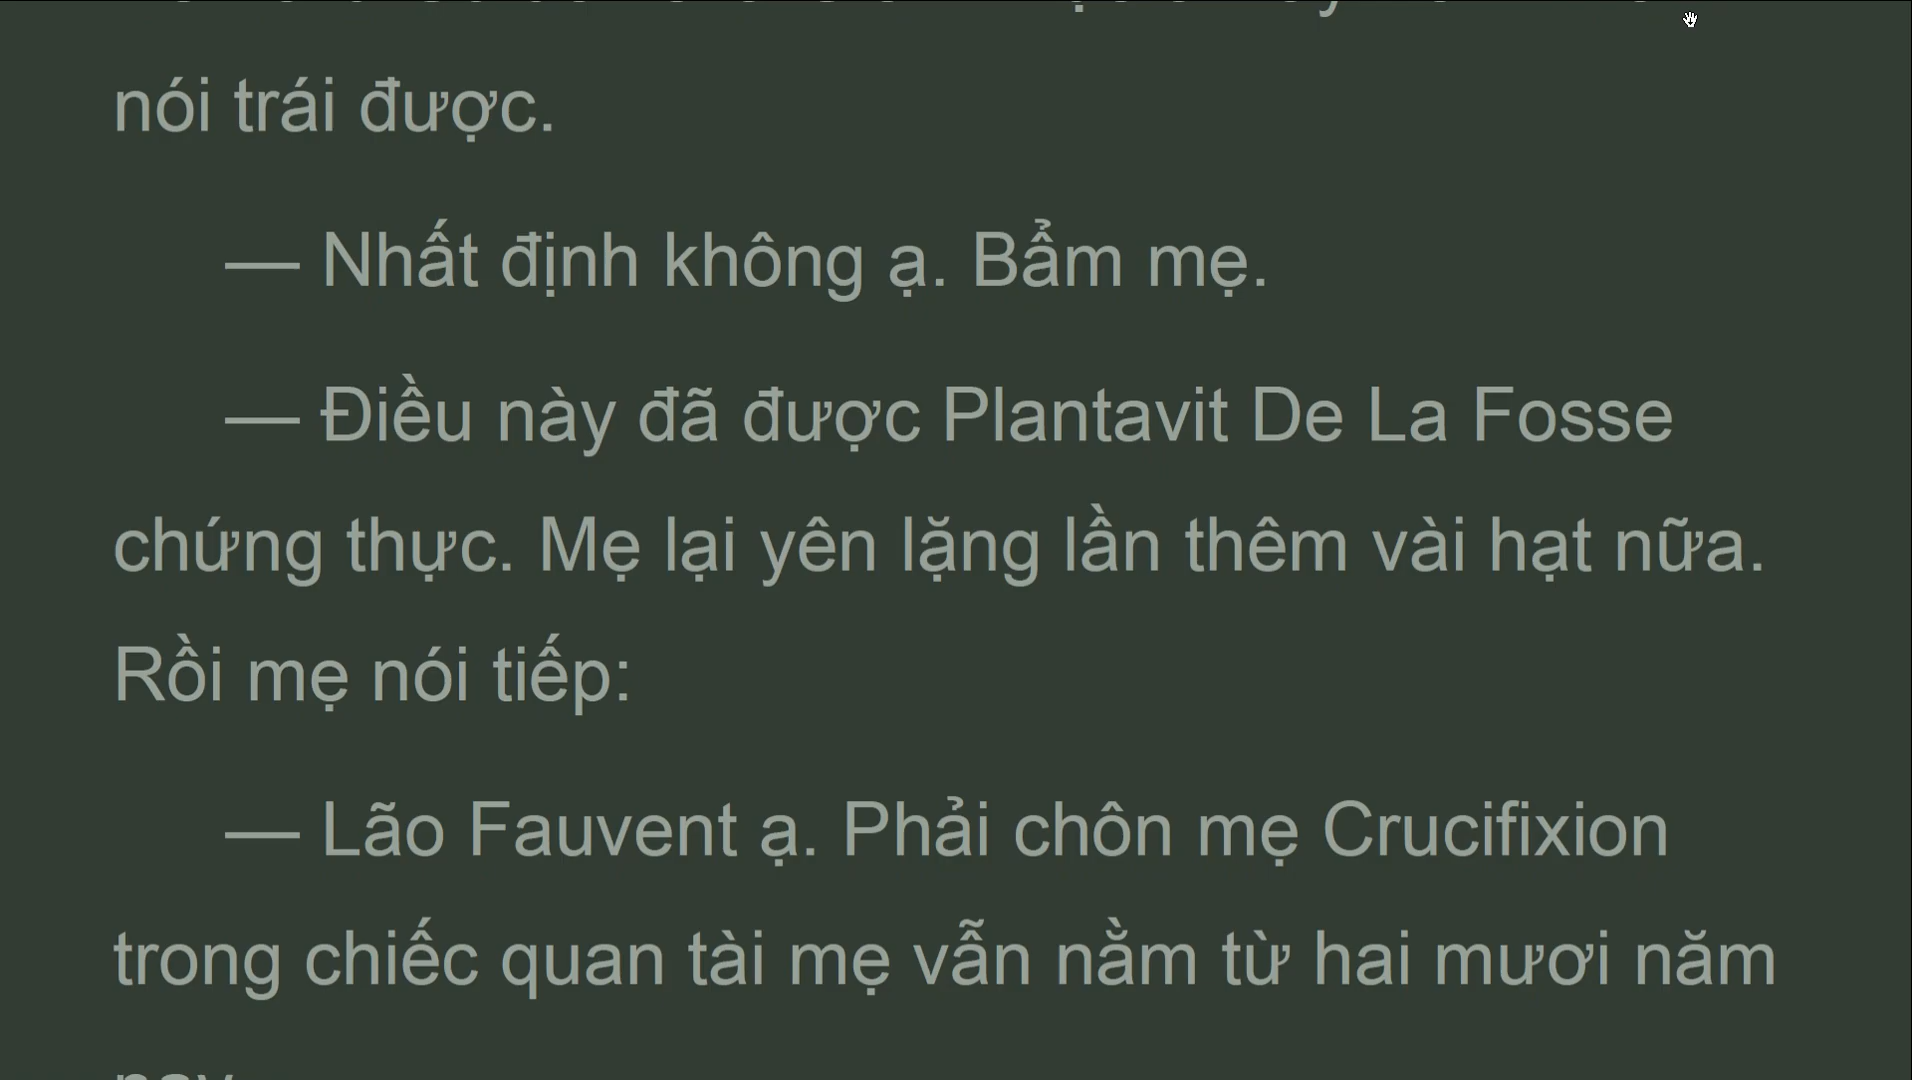 nói trái được.
— Nhất định không ạ. Bẩm mẹ.
— Điều này đã được Plantavit De La Fosse
chứng thực. Mẹ lại yên lặng lần thêm vài hạt nữa.
Rồi mẹ nói tiếp:
— Lão Fauvent ạ. Phải chôn mẹ Crucifixion
trong chiếc quan tài mẹ vẫn nằm từ hai mươi năm